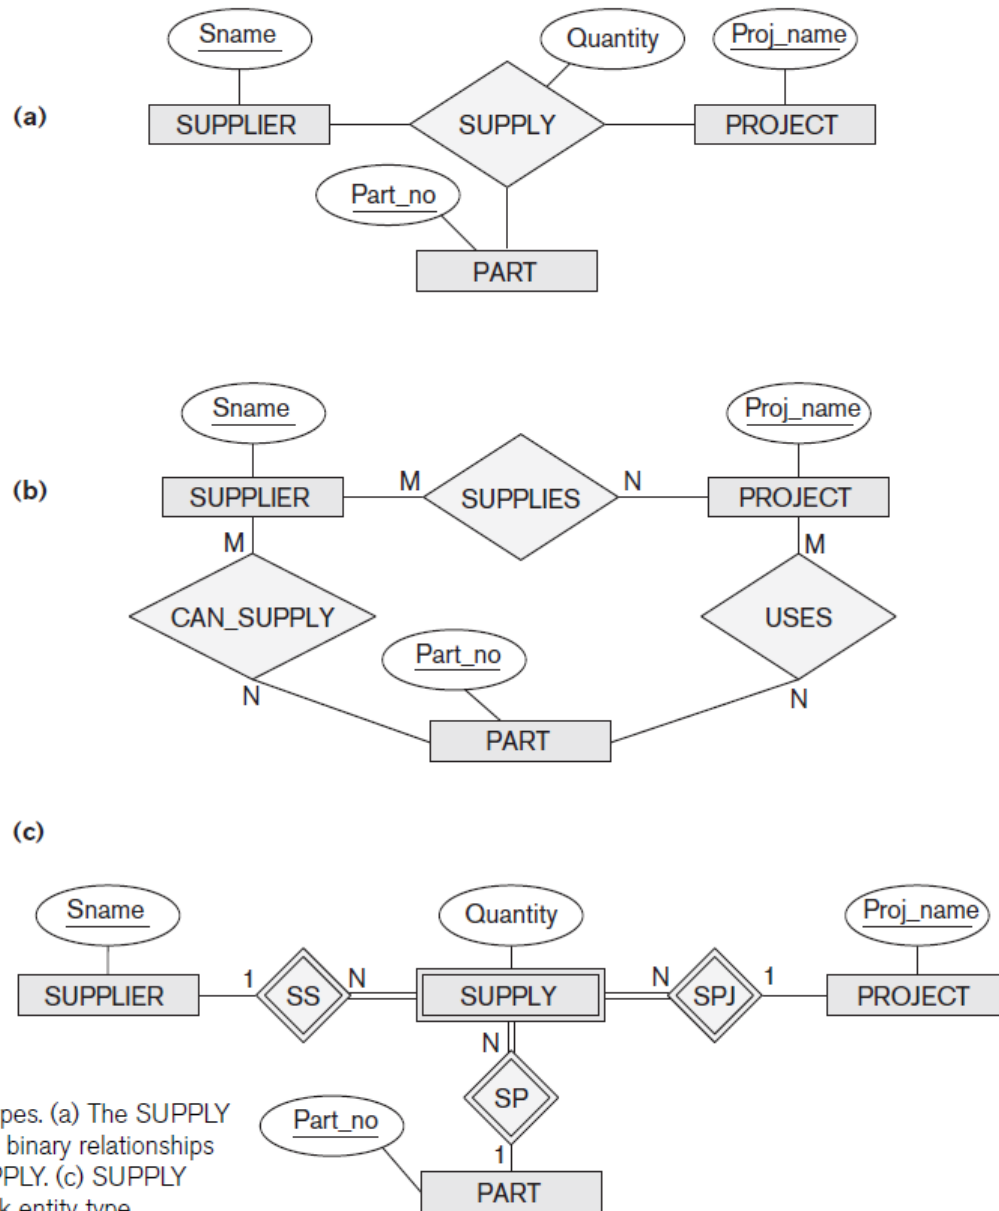 Sname
Quantity
Proj_name
(a)
SUPPLIER
SUPPLY
PROJECT
Part_no
PART
Sname
Proj_name
(b)
SUPPLIER
M
SUPPLIES
N
PROJECT
M
M
CAN_SUPPLY
USES
Part_no
N
N
PART
(c)
Sname
Quantity
Proj_name
SUPPLIER
1
SS
N
SUPPLY
N
SPJ
1
PROJECT
N
SP
1
Part_no
PART
pes. (a) The SUPPLY
binary relationships
PPLY. (c) SUPPLY
k entity type